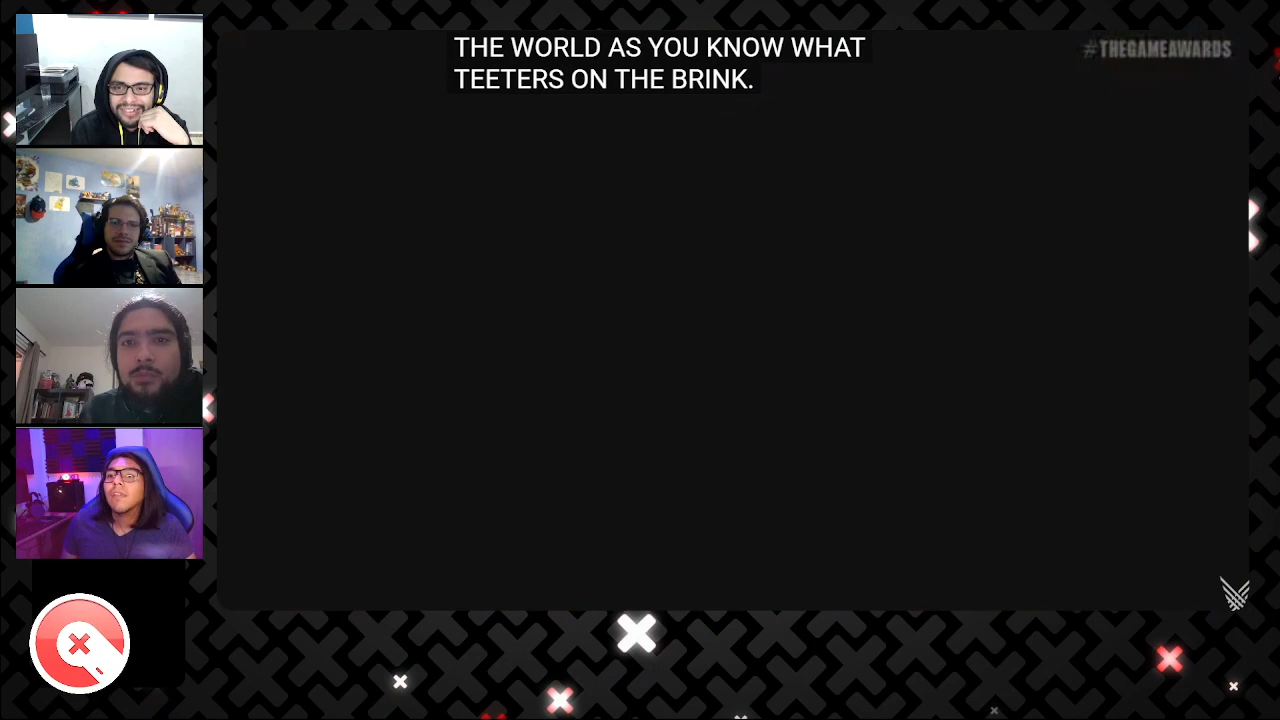 THE WORLD AS YOU KNOW WHAT
TEETERS ON THE BRINK.
#THEGAMEAWARDS